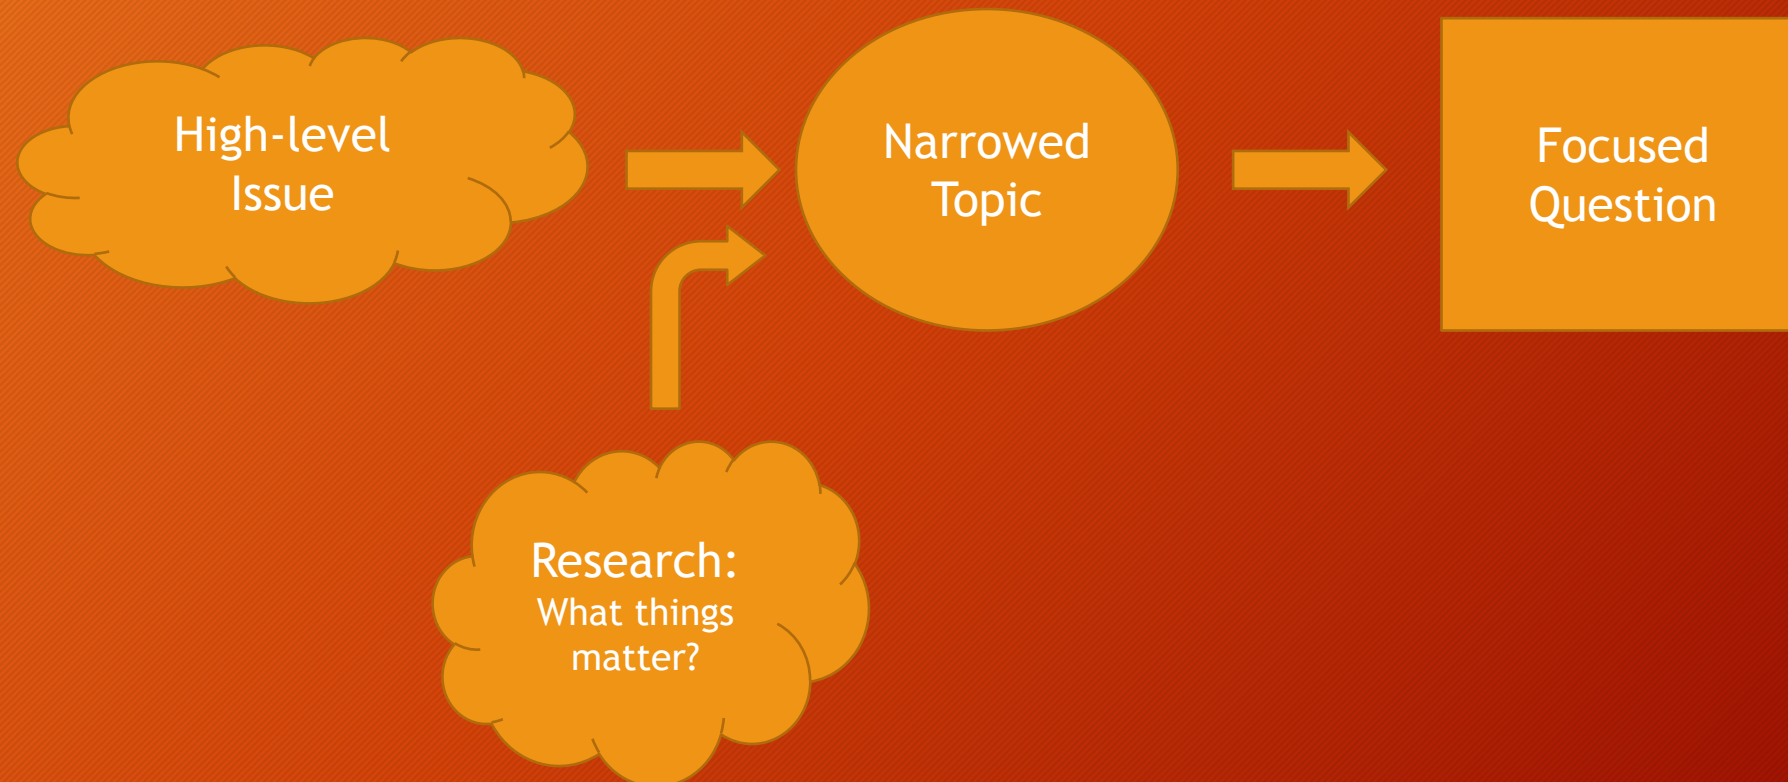 High-level
Issue
Narrowed
Topic
Focused
Question
Research:
What things
matter?